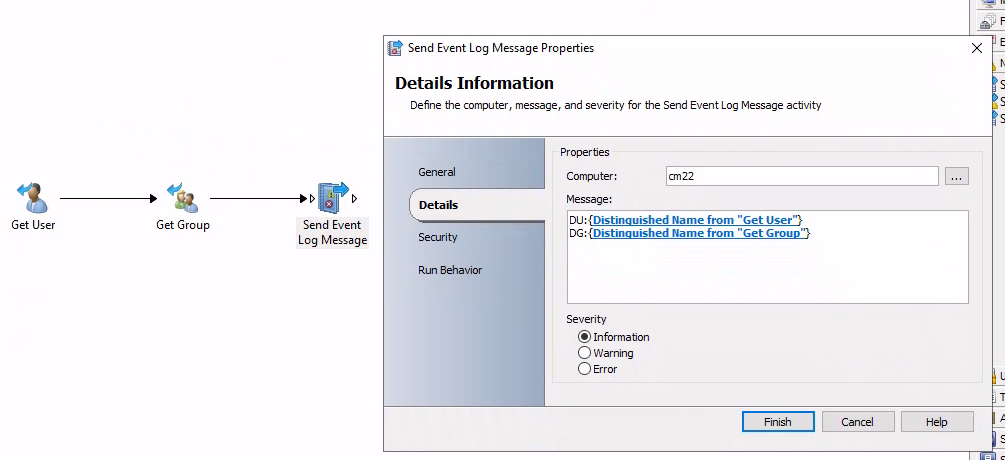 Send Event Log Message Properties
Details Information
Define the computer, message, and severity for the Send Event Log Message activity
General
Details
Security
Run Behavior
Properties
Computer:
cm22
...
Message:
DU:{Distinguished Name from "Get User"}
DG:{Distinguished Name from "Get Group"}
Severity
Information
Warning
Error
Finish
Cancel
Help
Get User
Get Group
Send Event
Log Message